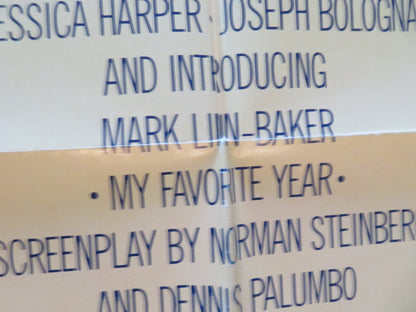 ESSICA HARPER · JOSEPH BOLOGNA
AND INTRODUCING
MARK LINN-BAKER
• MY FAVORITE YEAR •
SCREENPLAY BY NORMAN STEINBER
AND DENNIS PALUMBO